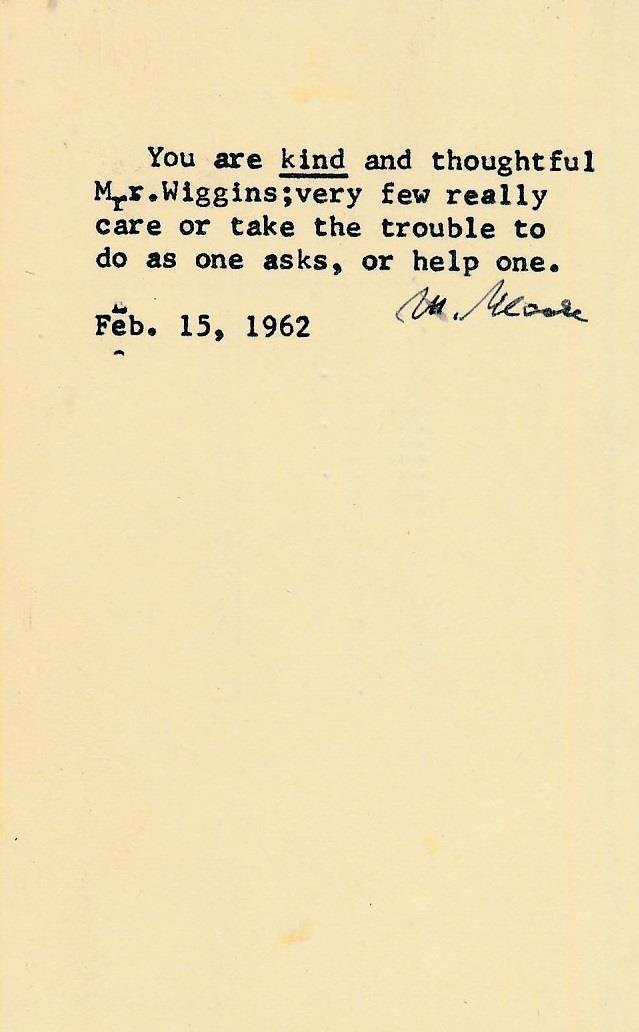 You are kind and thoughtful
Mr.Wiggins;very few really
care or take the trouble to
do as one asks, or help one.
M. Moore
Feb. 15, 1962